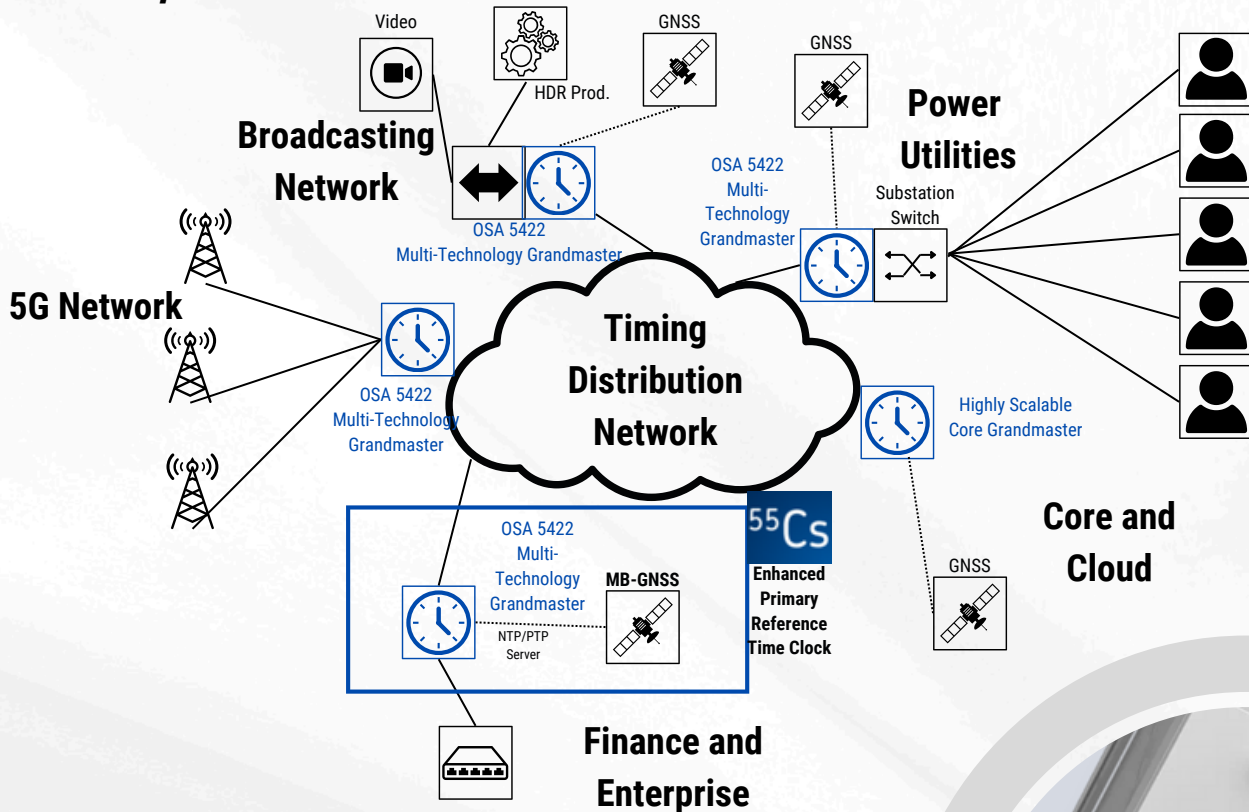 Video
HDR Prod.
GNSS
GNSS
Broadcasting
Network
Power
Utilities
OSA 5422
Multi-Technology Grandmaster
OSA 5422
Multi-
Technology
Grandmaster
Substation
Switch
5G Network
OSA 5422
Multi-Technology
Grandmaster
Timing
Distribution
Network
Highly Scalable
Core Grandmaster
Core and
Cloud
GNSS
OSA 5422
Multi-
Technology
Grandmaster
MB-GNSS
NTP/PTP
Server
55Cs
Enhanced
Primary
Reference
Time Clock
Finance and
Enterprise